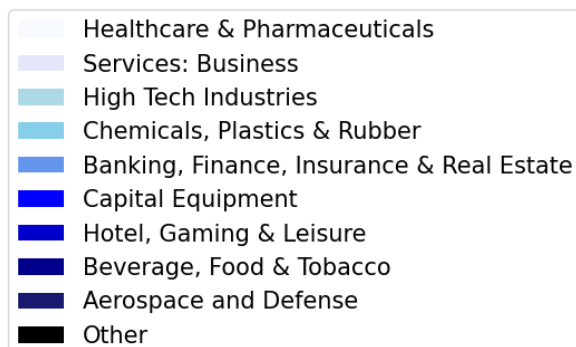 Healthcare & Pharmaceuticals
Services: Business
High Tech Industries
Chemicals, Plastics & Rubber
Banking, Finance, Insurance & Real Estate
Capital Equipment
Hotel, Gaming & Leisure
Beverage, Food & Tobacco
Aerospace and Defense
Other